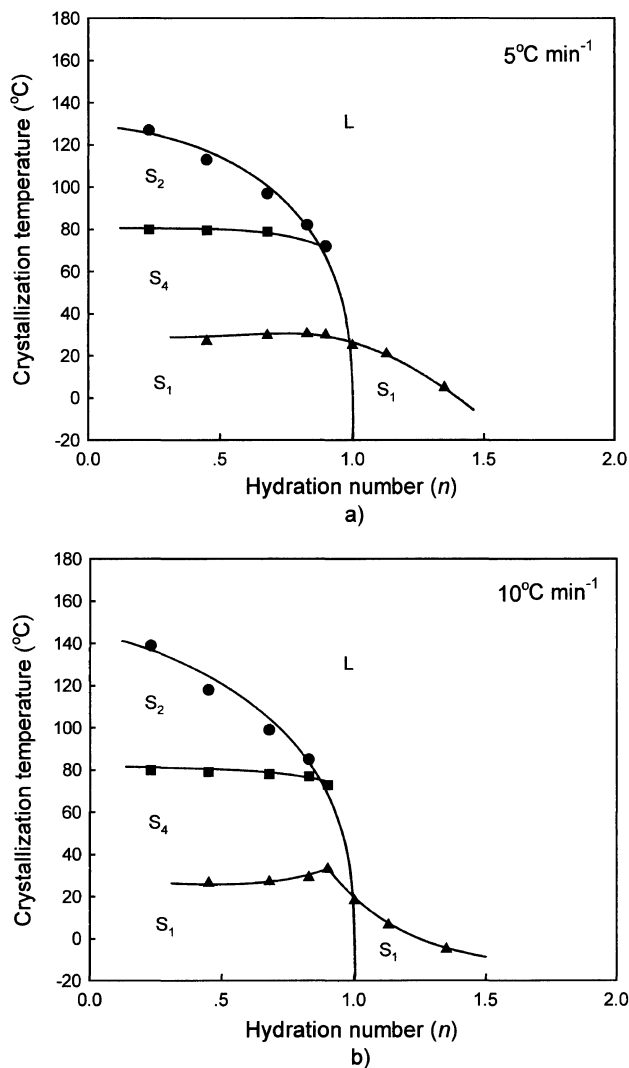 180
160
140
120
100
80
60
40
20
0
-20
Crystallization temperature (°C)
5°C min⁻¹
L
S₂
S₄
S₁
S₁
0.0 .5 1.0 1.5 2.0
Hydration number (n)
a)
180
160
140
120
100
80
60
40
20
0
-20
Crystallization temperature (°C)
10°C min⁻¹
L
S₂
S₄
S₁
S₁
0.0 .5 1.0 1.5 2.0
Hydration number (n)
b)